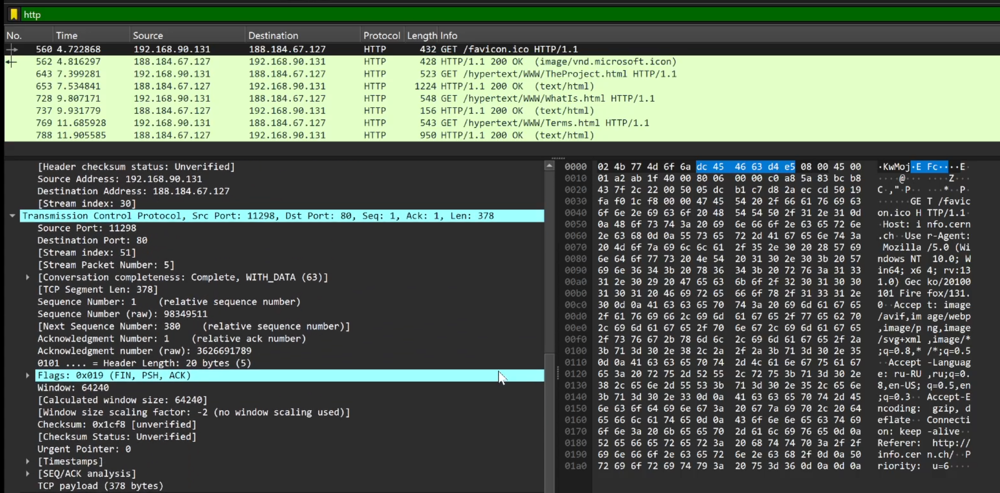 http
No. Time Source Destination Protocol Length Info
560 4.722868 192.168.90.131 188.184.67.127 HTTP 432 GET /favicon.ico HTTP/1.1
562 4.816297 188.184.67.127 192.168.90.131 HTTP 428 HTTP/1.1 200 OK (image/vnd.microsoft.icon)
643 7.399281 192.168.90.131 188.184.67.127 HTTP 523 GET /hypertext/WWW/TheProject.html HTTP/1.1
653 7.534841 188.184.67.127 192.168.90.131 HTTP 1224 HTTP/1.1 200 OK (text/html)
728 9.807171 192.168.90.131 188.184.67.127 HTTP 548 GET /hypertext/WWW/WhatIs.html HTTP/1.1
737 9.931779 188.184.67.127 192.168.90.131 HTTP 156 HTTP/1.1 200 OK (text/html)
769 11.685928 192.168.90.131 188.184.67.127 HTTP 543 GET /hypertext/WWW/Terms.html HTTP/1.1
788 11.905585 188.184.67.127 192.168.90.131 HTTP 950 HTTP/1.1 200 OK (text/html)
[Header checksum status: Unverified]
Source Address: 192.168.90.131
Destination Address: 188.184.67.127
[Stream index: 30]
Transmission Control Protocol, Src Port: 11298, Dst Port: 80, Seq: 1, Ack: 1, Len: 378
Source Port: 11298
Destination Port: 80
[Stream index: 51]
[Stream Packet Number: 5]
[Conversation completeness: Complete, WITH_DATA (63)]
[TCP Segment Len: 378]
Sequence Number: 1 (relative sequence number)
Sequence Number (raw): 98349511
[Next Sequence Number: 380 (relative sequence number)]
Acknowledgment Number: 1 (relative ack number)
Acknowledgment number (raw): 3626691789
0101 .... = Header Length: 20 bytes (5)
Flags: 0x019 (FIN, PSH, ACK)
Window: 64240
[Calculated window size: 64240]
[Window size scaling factor: -2 (no window scaling used)]
Checksum: 0x1cf8 [unverified]
[Checksum Status: Unverified]
Urgent Pointer: 0
[Timestamps]
[SEQ/ACK analysis]
TCP payload (378 bytes)
0000 02 4b 77 4d 6f 6a dc 45 46 63 d4 e5 08 00 45 00 ·KwMoj·E Fc····E·
0010 01 a2 ab 1f 40 00 80 06 00 00 c0 a8 5a 83 bc b8 ····@··· ····Z···
0020 43 7f 2c 22 00 50 05 dc b1 c7 d8 2a ec cd 50 19 C·,"·P·· ···*··P·
0030 fa f0 1c f8 00 00 47 45 54 20 2f 66 61 76 69 63 ······GE T /favic
0040 6f 6e 2e 69 63 6f 20 48 54 54 50 2f 31 2e 31 0d on.ico H TTP/1.1·
0050 0a 48 6f 73 74 3a 20 69 6e 66 6f 2e 63 65 72 6e ·Host: i nfo.cern
0060 2e 63 68 0d 0a 55 73 65 72 2d 41 67 65 6e 74 3a .ch··Use r-Agent:
0070 20 4d 6f 7a 69 6c 6c 61 2f 35 2e 30 20 28 57 69 Mozilla /5.0 (Wi
0080 6e 64 6f 77 73 20 4e 54 20 31 30 2e 30 3b 20 57 ndows NT 10.0; W
0090 69 6e 36 34 3b 20 78 36 34 3b 20 72 76 3a 31 33 in64; x6 4; rv:13
00a0 31 2e 30 29 20 47 65 63 6b 6f 2f 32 30 31 30 30 1.0) Gec ko/20100
00b0 31 30 31 20 46 69 72 65 66 6f 78 2f 31 33 31 2e 101 Fire fox/131.
00c0 30 0d 0a 41 63 63 65 70 74 3a 20 69 6d 61 67 65 0··Accep t: image
00d0 2f 61 76 69 66 2c 69 6d 61 67 65 2f 77 65 62 70 /avif,im age/webp
00e0 2c 69 6d 61 67 65 2f 70 6e 67 2c 69 6d 61 67 65 ,image/p ng,image
00f0 2f 73 76 67 2b 78 6d 6c 2c 69 6d 61 67 65 2f 2a /svg+xml ,image/*
0100 3b 71 3d 30 2e 38 2c 2a 2f 2a 3b 71 3d 30 2e 35 ;q=0.8,* /*;q=0.5
0110 0d 0a 41 63 63 65 70 74 2d 4c 61 6e 67 75 61 67 ··Accept -Languag
0120 65 3a 20 72 75 2d 52 55 2c 72 75 3b 71 3d 30 2e e: ru-RU ,ru;q=0.
0130 38 2c 65 6e 2d 55 53 3b 71 3d 30 2e 35 2c 65 6e 8,en-US; q=0.5,en
0140 3b 71 3d 30 2e 33 0d 0a 41 63 63 65 70 74 2d 45 ;q=0.3·· Accept-E
0150 6e 63 6f 64 69 6e 67 3a 20 67 7a 69 70 2c 20 64 ncoding: gzip, d
0160 65 66 6c 61 74 65 0d 0a 43 6f 6e 6e 65 63 74 69 eflate·· Connecti
0170 6f 6e 3a 20 6b 65 65 70 2d 61 6c 69 76 65 0d 0a on: keep -alive··
0180 52 65 66 65 72 65 72 3a 20 68 74 74 70 3a 2f 2f Referer: http://
0190 69 6e 66 6f 2e 63 65 72 6e 2e 63 68 2f 0d 0a 50 info.cer n.ch/··P
01a0 72 69 6f 72 69 74 79 3a 20 75 3d 36 0d 0a 0d 0a riority: u=6····